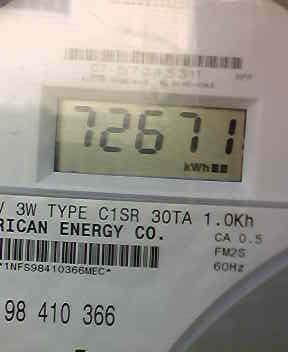 72671
kWh
3W TYPE C1SR 30TA 1.0Kh
RICAN ENERGY CO.
CA 0.5
FM2S
60Hz
*1NFS98410366MEC*
98 410 366